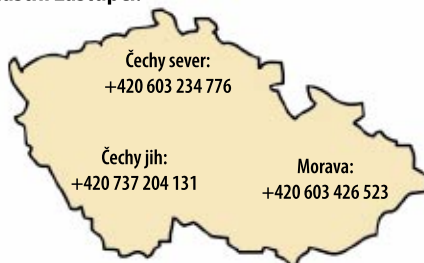 Čechy sever:
+420 603 234 776
Čechy jih:
+420 737 204 131
Morava:
+420 603 426 523